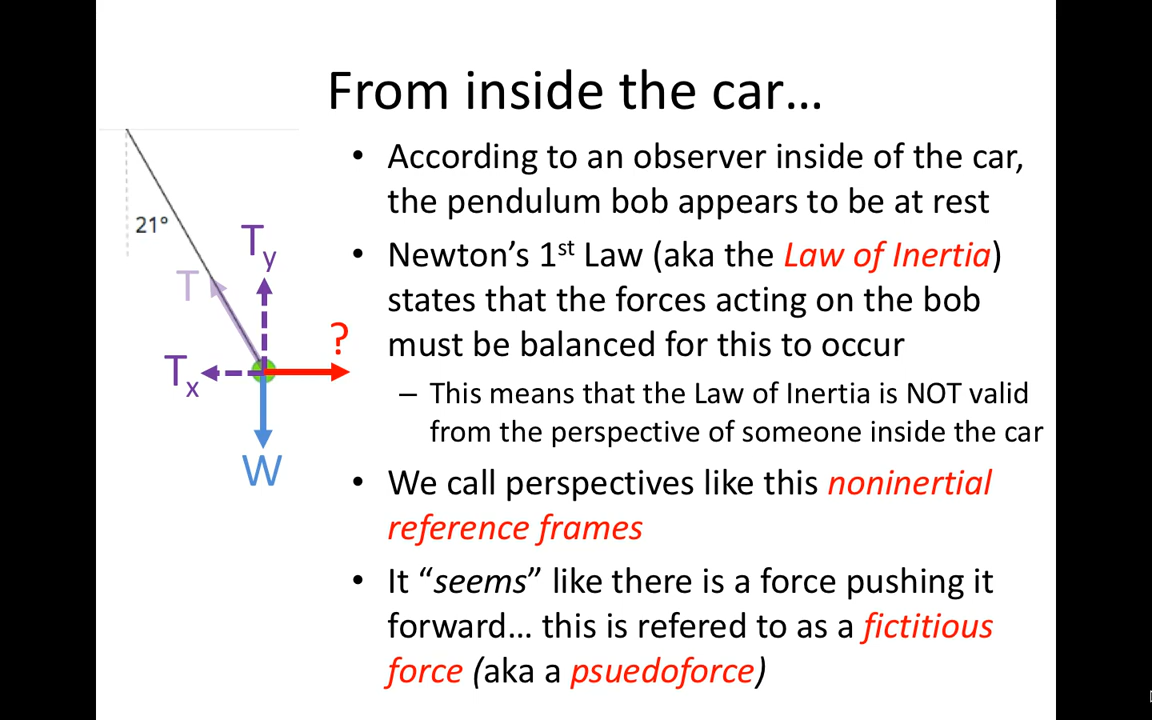 From inside the car…
• According to an observer inside of the car,
the pendulum bob appears to be at rest
• Newton’s 1st Law (aka the Law of Inertia)
states that the forces acting on the bob
must be balanced for this to occur
– This means that the Law of Inertia is NOT valid
from the perspective of someone inside the car
• We call perspectives like this noninertial
reference frames
• It “seems” like there is a force pushing it
forward… this is refered to as a fictitious
force (aka a psuedoforce)
21°
Ty
T
?
Tx
W